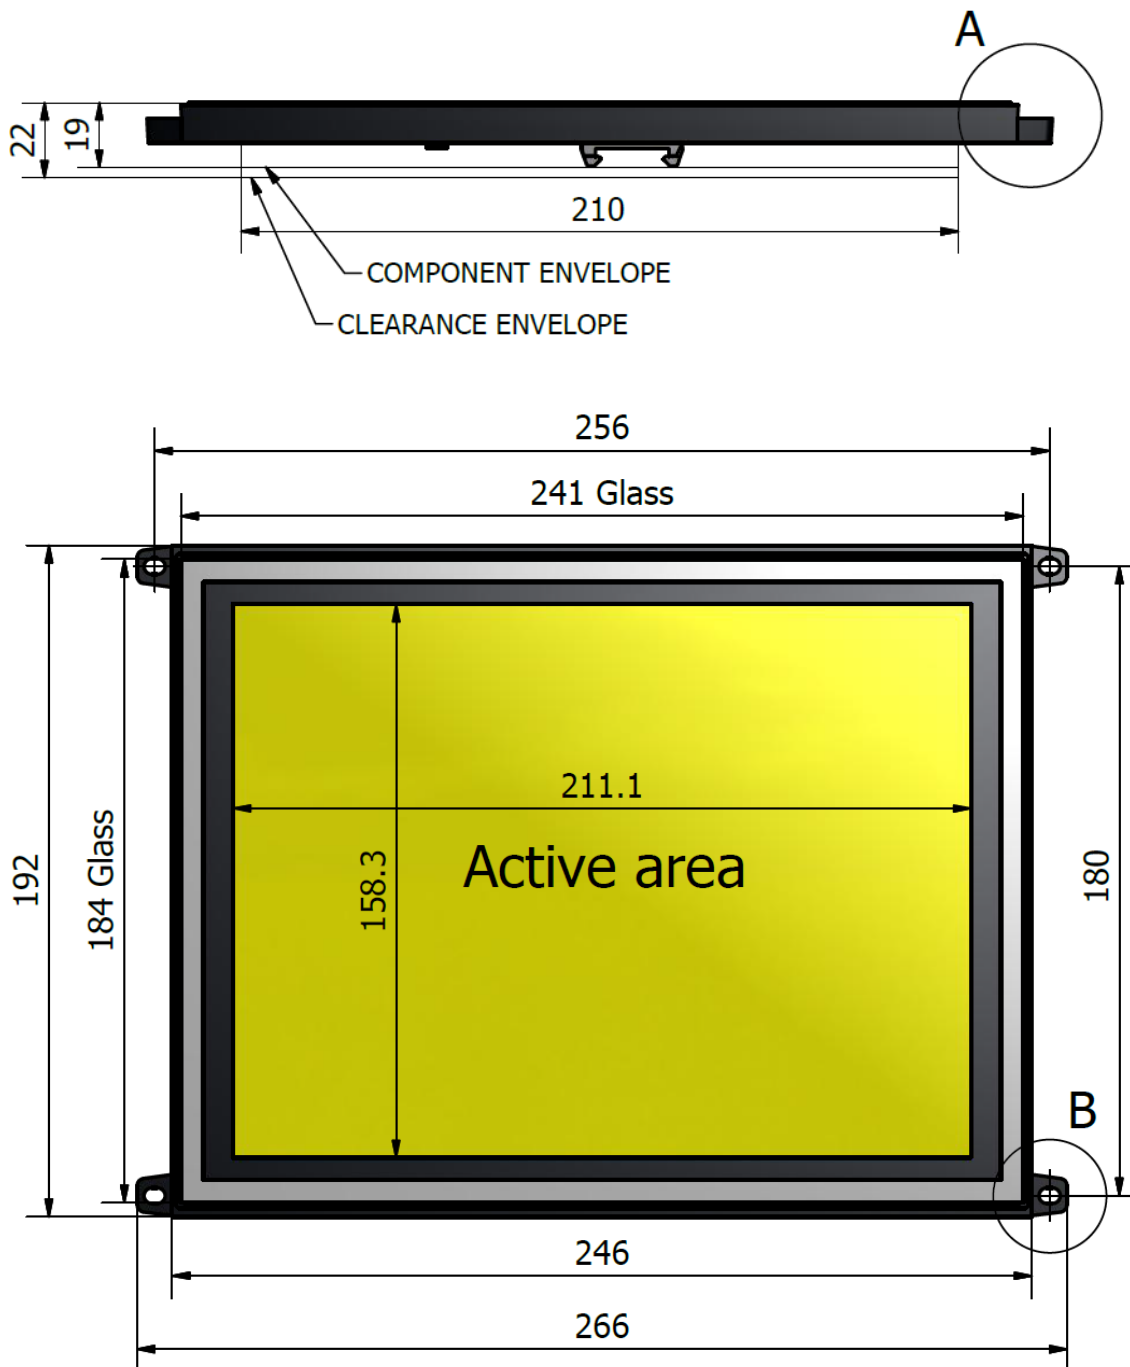 A
22
19
210
COMPONENT ENVELOPE
CLEARANCE ENVELOPE
256
241 Glass
211.1
Active area
158.3
192
184 Glass
180
B
246
266